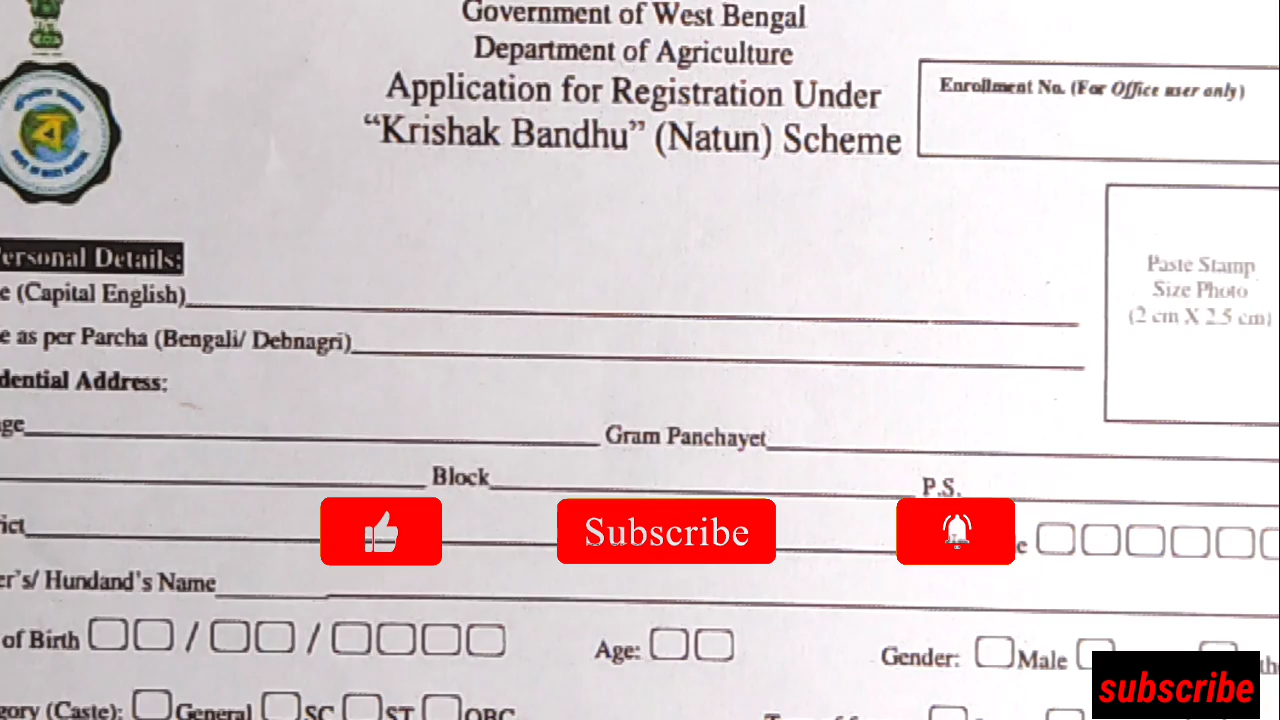 Government of West Bengal
Department of Agriculture
Application for Registration Under
“Krishak Bandhu” (Natun) Scheme
Enrollment No. (For Office user only)
Paste Stamp
Size Photo
(2 cm X 2.5 cm)
ersonal Details:
e (Capital English)
e as per Parcha (Bengali/ Debnagri)
dential Address:
ge Gram Panchayet
Block P.S.
ict e
Subscribe
er's/ Hundand's Name
of Birth / / Age: Gender: Male
subscribe
gory (Caste): General SC ST OBC